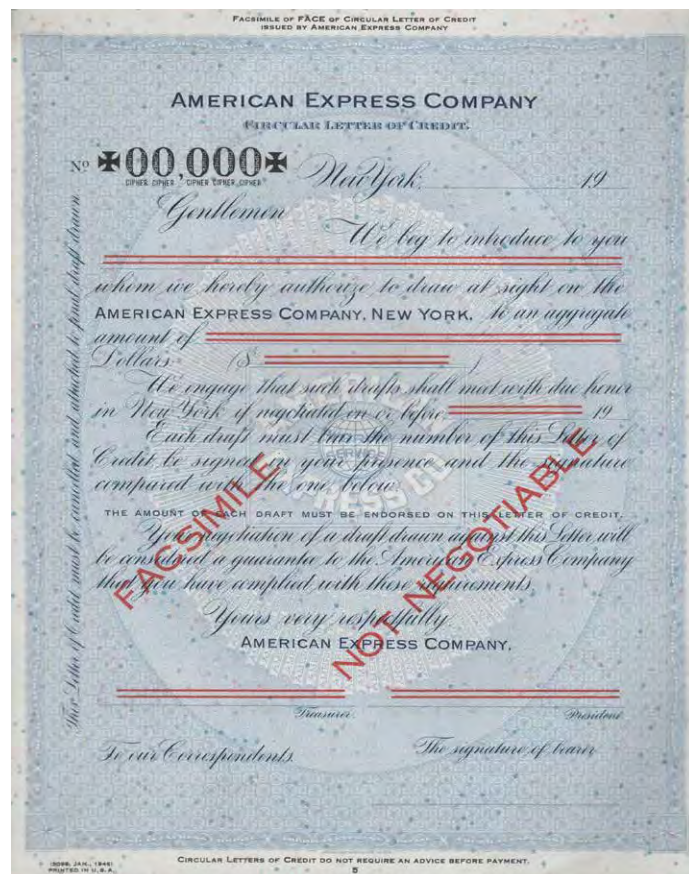 FACSIMILE OF FACE OF CIRCULAR LETTER OF CREDIT
ISSUED BY AMERICAN EXPRESS COMPANY
AMERICAN EXPRESS COMPANY
CIRCULAR LETTER OF CREDIT.
No 00,000
CIPHER CIPHER CIPHER CIPHER CIPHER
New York, 19
Gentlemen
We beg to introduce to you
whom we hereby authorize to draw at sight on the
AMERICAN EXPRESS COMPANY, NEW YORK, to an aggregate
amount of
Dollars ($ )
We engage that such drafts shall meet with due honor
in New York if negotiated on or before 19
Each draft must bear the number of this Letter of
Credit be signed in your presence and the signature
compared with the one below.
THE AMOUNT OF EACH DRAFT MUST BE ENDORSED ON THIS LETTER OF CREDIT.
Your negotiation of a draft drawn against this Letter will
be considered a guarantee to the American Express Company
that you have complied with these requirements.
Yours very respectfully
AMERICAN EXPRESS COMPANY,
Treasurer. President
To our Correspondents. The signature of bearer
This Letter of Credit must be cancelled and attached to final draft drawn
FACSIMILE
NOT NEGOTIABLE
AMERICAN
SERVICE
EXPRESS CO
CIRCULAR LETTERS OF CREDIT DO NOT REQUIRE AN ADVICE BEFORE PAYMENT.
JAN., 1946)
PRINTED IN U.S.A.
5